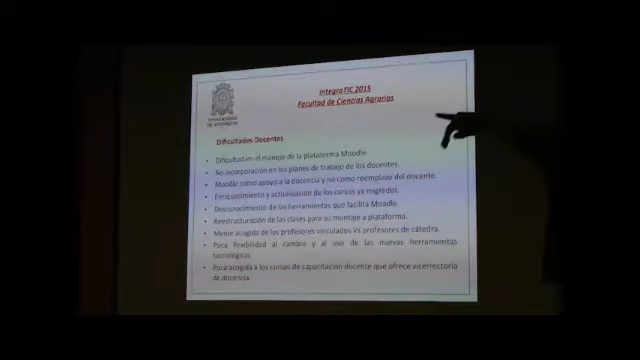 IntegraTIC 2015
Facultad de Ciencias Agrarias
UNIVERSIDAD
DE ANTIOQUIA
Dificultades Docentes
• Dificultad en el manejo de la plataforma Moodle
• No incorporación en los planes de trabajo de los docentes.
• Moodle como apoyo a la docencia y no como reemplazo del docente.
• Enriquecimiento y actualización de los cursos ya migrados
• Desconocimiento de las herramientas que facilita Moodle.
• Reestructuración de las clases para su montaje a plataforma.
• Menor acogida de los profesores vinculados Vs profesores de cátedra.
• Poca flexibilidad al cambio y al uso de las nuevas herramientas
tecnológicas
• Poca acogida a los cursos de capacitación docente que ofrece vicerrectoría
de docencia